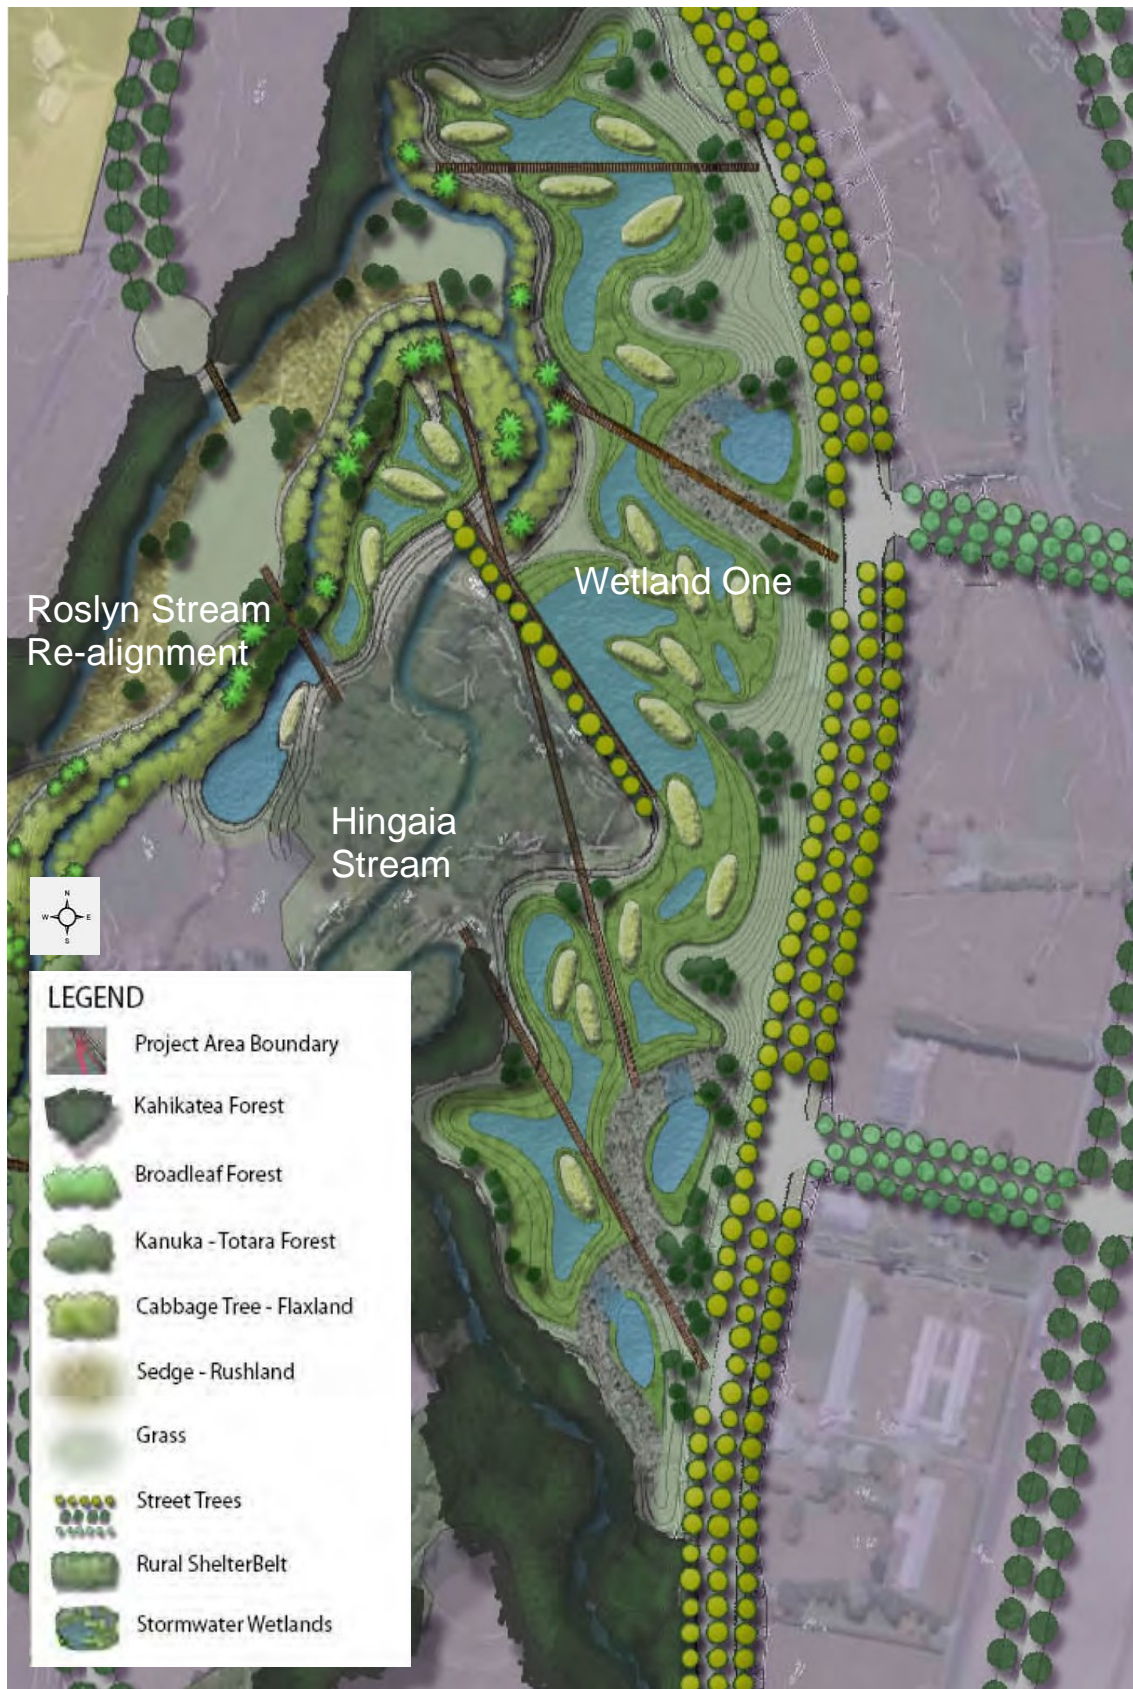 Wetland One
Roslyn Stream
Re-alignment
Hingaia
Stream
N
W E
S
LEGEND
Project Area Boundary
Kahikatea Forest
Broadleaf Forest
Kanuka - Totara Forest
Cabbage Tree - Flaxland
Sedge - Rushland
Grass
Street Trees
Rural ShelterBelt
Stormwater Wetlands